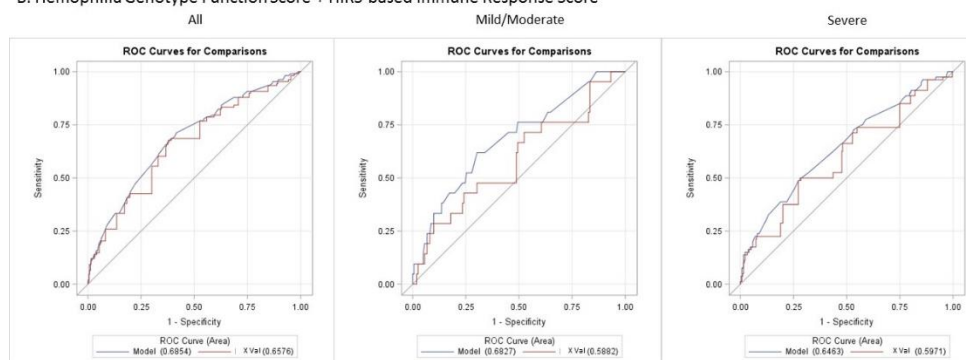 B. Hemophilia Genotype Function Score + HIRS-based Immune Response Score
All
Mild/Moderate
Severe
ROC Curves for Comparisons
1.00
0.75
0.50
0.25
0.00
Sensitivity
0.00 0.25 0.50 0.75 1.00
1 - Specificity
ROC Curve (Area)
Model (0.6854) X Val (0.6576)
ROC Curves for Comparisons
1.00
0.75
0.50
0.25
0.00
Sensitivity
0.00 0.25 0.50 0.75 1.00
1 - Specificity
ROC Curve (Area)
Model (0.6827) X Val (0.5882)
ROC Curves for Comparisons
1.00
0.75
0.50
0.25
0.00
Sensitivity
0.00 0.25 0.50 0.75 1.00
1 - Specificity
ROC Curve (Area)
Model (0.6463) X Val (0.5971)